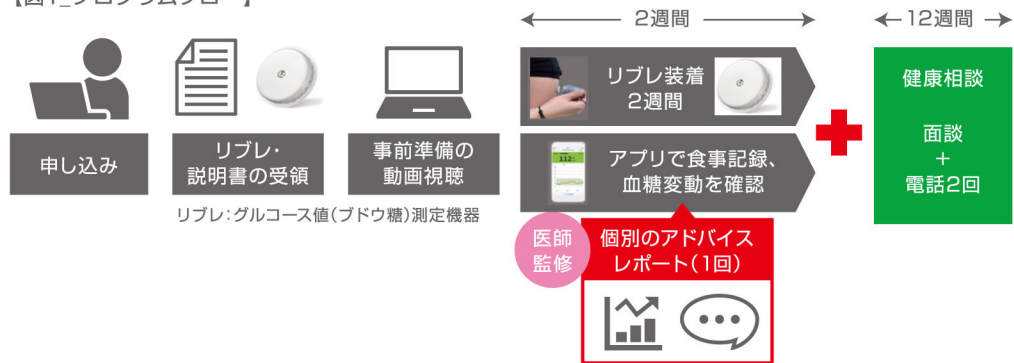 【図1_プログラムフロー】
2週間
12週間
申し込み
リブレ・
説明書の受領
事前準備の
動画視聴
リブレ:グルコース値(ブドウ糖)測定機器
リブレ装着
2週間
112
アプリで食事記録、
血糖変動を確認
医師
監修
個別のアドバイス
レポート(1回)
健康相談
面談
+
電話2回